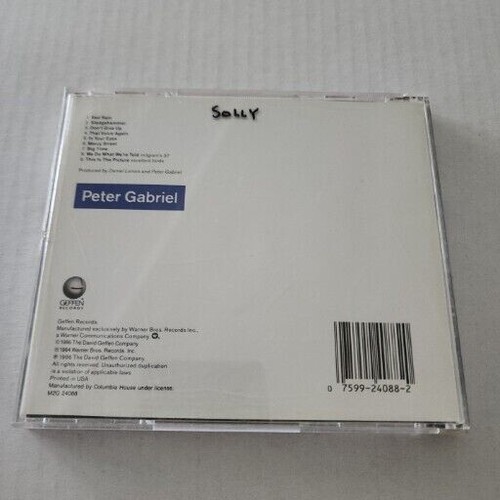 SOLLY
1. Red Rain
2. Sledgehammer
3. Don't Give Up
4. That Voice Again
5. In Your Eyes
6. Mercy Street
7. Big Time
8. We Do What We're Told milgram's 37
9. This Is The Picture excellent birds
Produced by Daniel Lanois and Peter Gabriel
Peter Gabriel
GEFFEN
RECORDS
Geffen Records
Manufactured exclusively by Warner Bros. Records Inc.,
a Warner Communications Company
©1986 The David Geffen Company
Warner Bros. Records Inc.
The David Geffen Company
All rights reserved. Unauthorized duplication
is a violation of applicable laws
Printed in USA
Manufactured by Columbia House under license.
M2G 24088
0 7599-24088-2